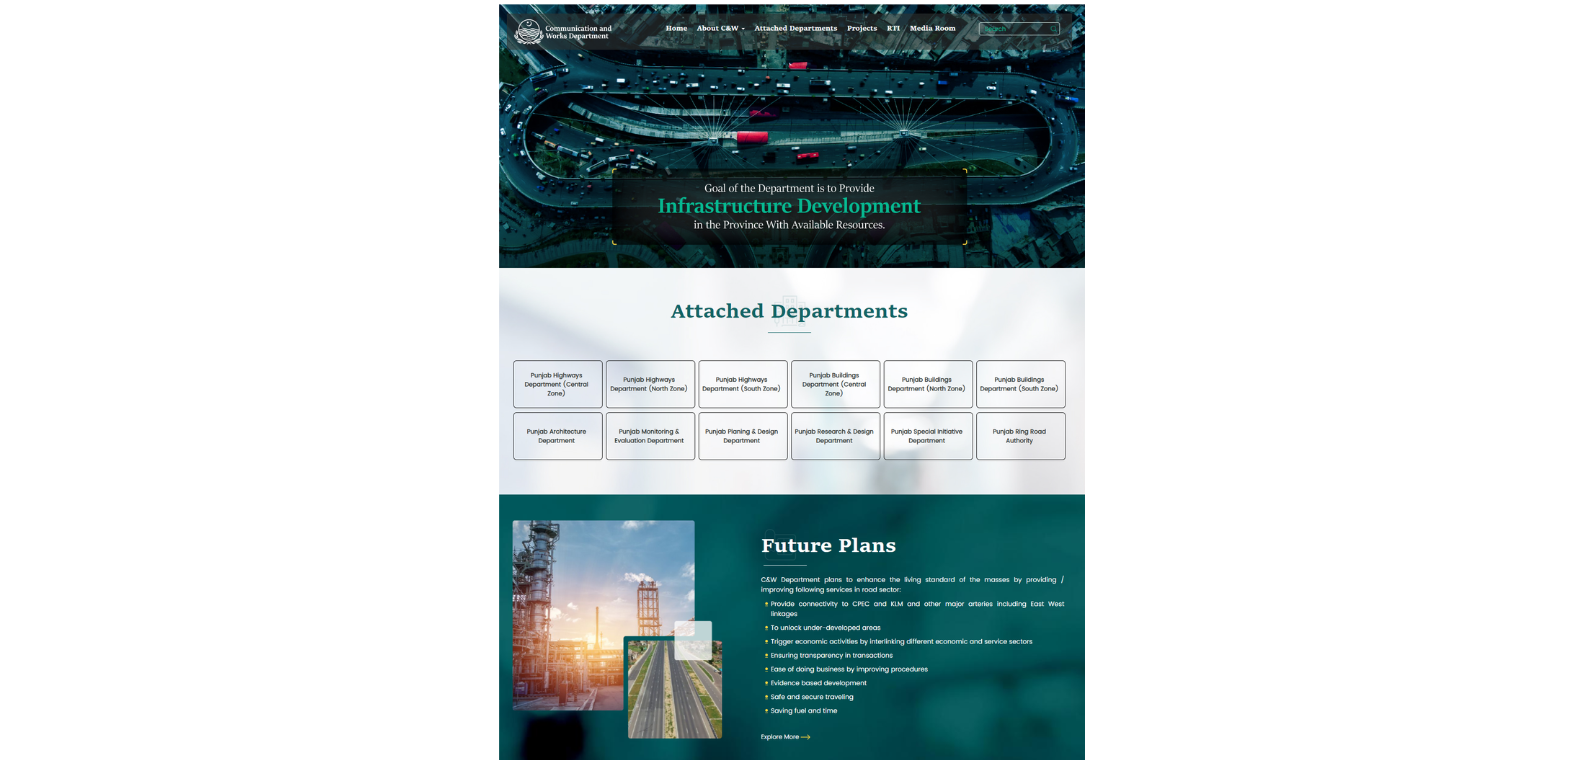 Communication and
Works Department
Home About C&W Attached Departments Projects RTI Media Room
Search
Goal of the Department is to Provide
Infrastructure Development
in the Province With Available Resources.
Attached Departments
Punjab Highways
Department (Central
Zone)
Punjab Highways
Department (North Zone)
Punjab Highways
Department (South Zone)
Punjab Buildings
Department (Central
Zone)
Punjab Buildings
Department (North Zone)
Punjab Buildings
Department (South Zone)
Punjab Architecture
Department
Punjab Monitoring &
Evaluation Department
Punjab Planing & Design
Department
Punjab Research & Design
Department
Punjab Special Initiative
Department
Punjab Ring Road
Authority
Future Plans
C&W Department plans to enhance the living standard of the masses by providing /
improving following services in road sector:
Provide connectivity to CPEC and KLM and other major arteries including East West
linkages
To unlock under-developed areas
Trigger economic activities by interlinking different economic and service sectors
Ensuring transparency in transactions
Ease of doing business by improving procedures
Evidence based development
Safe and secure traveling
Saving fuel and time
Explore More